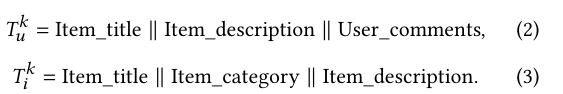 T_u^k = Item_title ∥ Item_description ∥ User_comments, (2)
T_i^k = Item_title ∥ Item_category ∥ Item_description. (3)